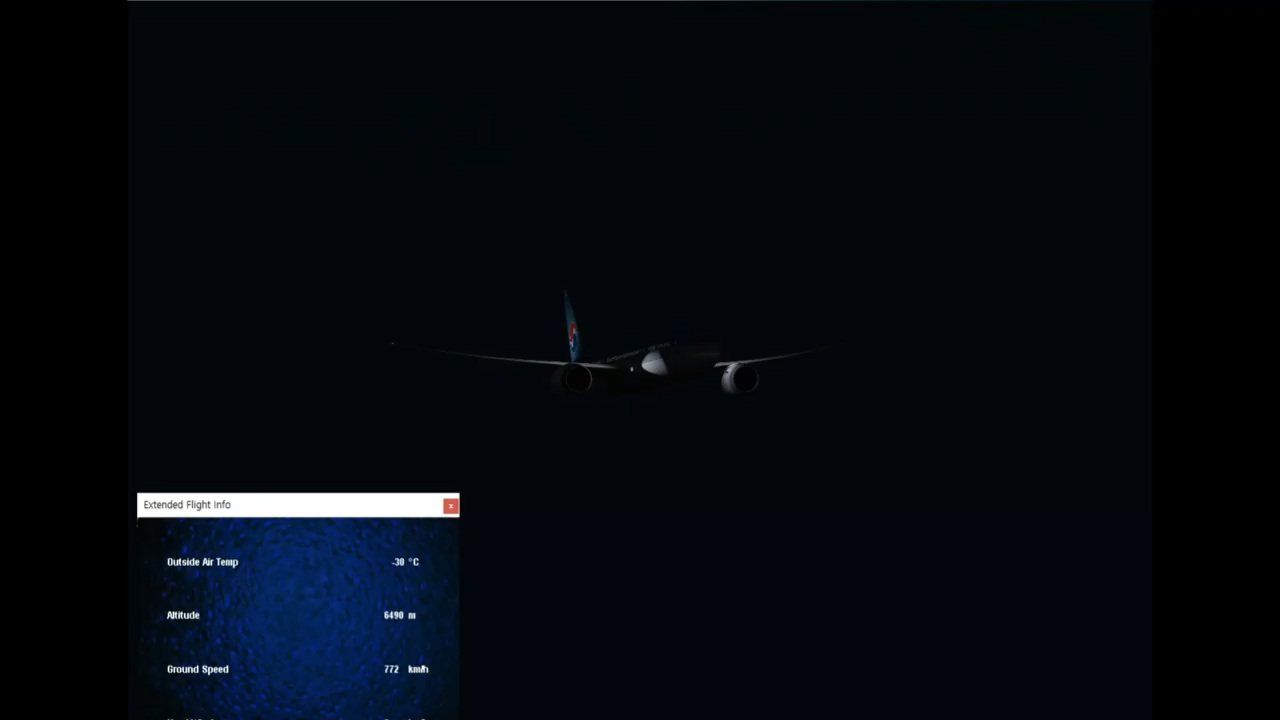 Extended Flight Info
x
Outside Air Temp -30 °C
Altitude 6490 m
Ground Speed 772 km/h